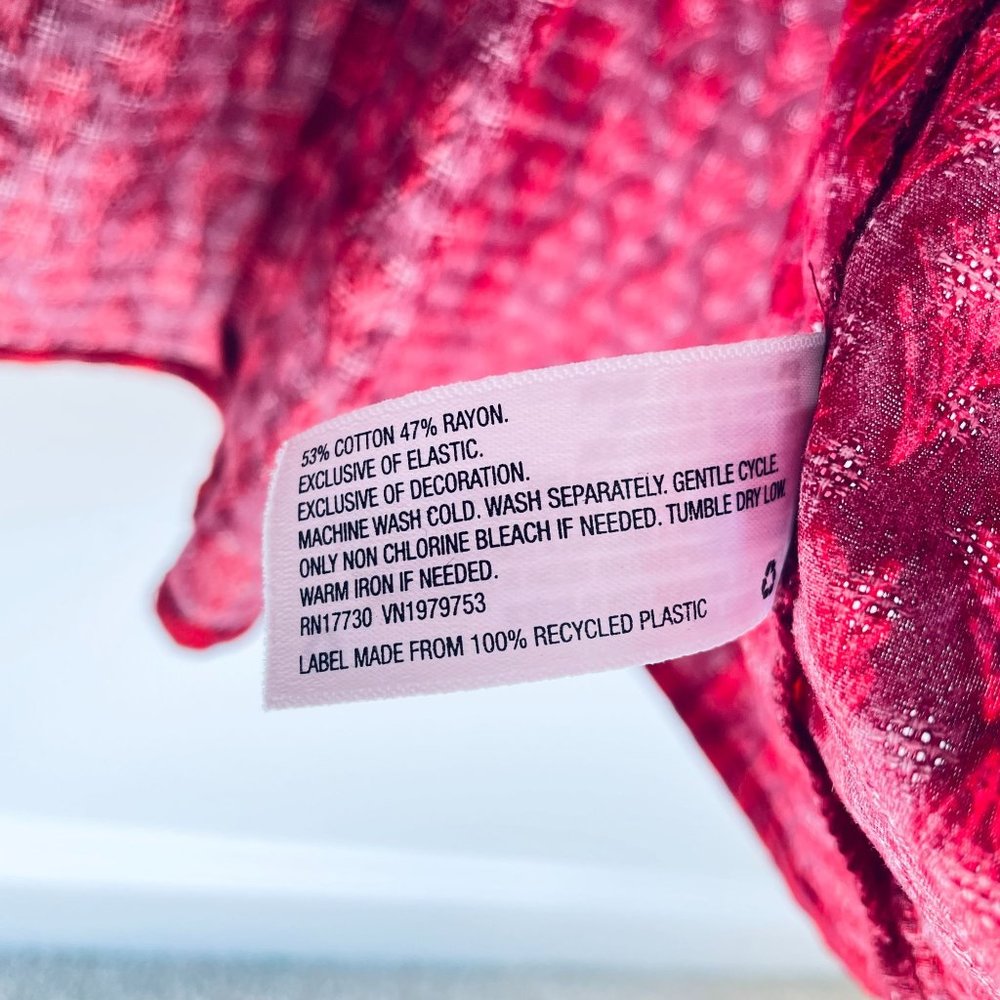 53% COTTON 47% RAYON.
EXCLUSIVE OF ELASTIC.
EXCLUSIVE OF DECORATION.
MACHINE WASH COLD. WASH SEPARATELY. GENTLE CYCLE.
ONLY NON CHLORINE BLEACH IF NEEDED. TUMBLE DRY LOW.
WARM IRON IF NEEDED.
RN17730 VN1979753
LABEL MADE FROM 100% RECYCLED PLASTIC